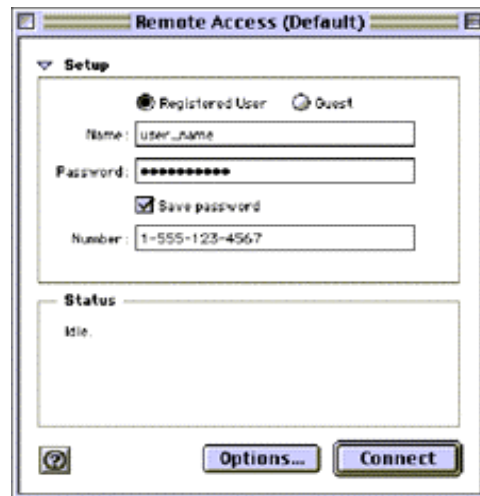 Remote Access (Default)
Setup
Registered User Guest
Name: user_name
Password: ••••••••••
Save password
Number: 1-555-123-4567
Status
Idle.
? Options... Connect